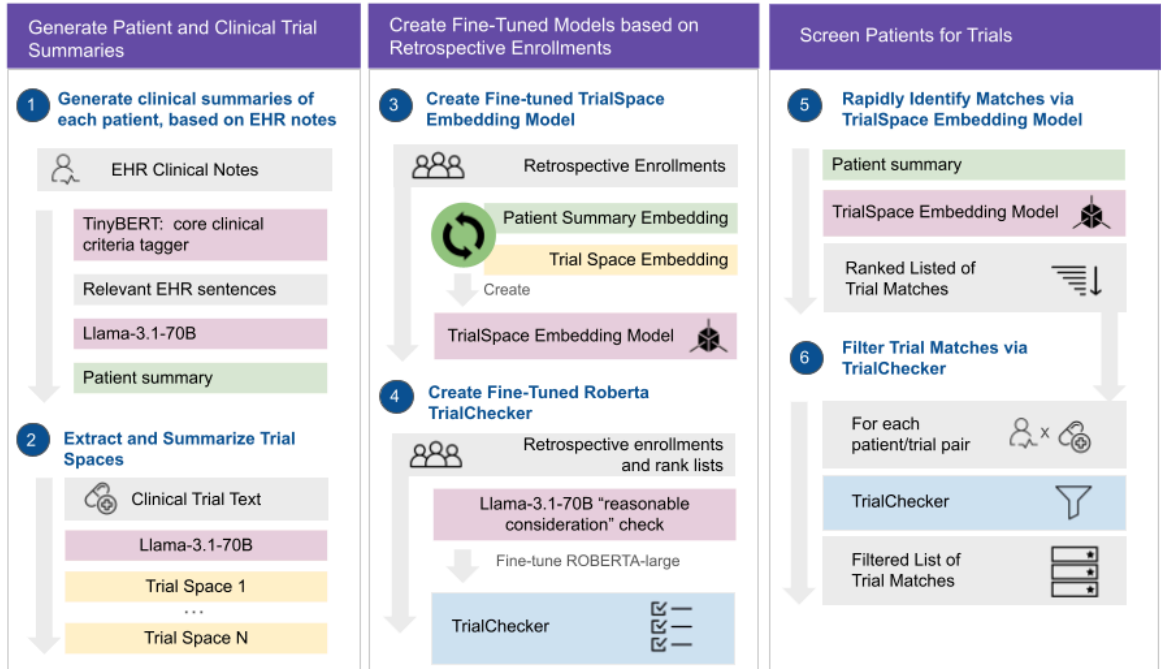 Generate Patient and Clinical Trial
Summaries
1
Generate clinical summaries of
each patient, based on EHR notes
EHR Clinical Notes
TinyBERT: core clinical
criteria tagger
Relevant EHR sentences
Llama-3.1-70B
Patient summary
2
Extract and Summarize Trial
Spaces
Clinical Trial Text
Llama-3.1-70B
Trial Space 1
...
Trial Space N
Create Fine-Tuned Models based on
Retrospective Enrollments
3
Create Fine-tuned TrialSpace
Embedding Model
Retrospective Enrollments
Patient Summary Embedding
Trial Space Embedding
Create
TrialSpace Embedding Model
4
Create Fine-Tuned Roberta
TrialChecker
Retrospective enrollments
and rank lists
Llama-3.1-70B “reasonable
consideration” check
Fine-tune ROBERTA-large
TrialChecker
Screen Patients for Trials
5
Rapidly Identify Matches via
TrialSpace Embedding Model
Patient summary
TrialSpace Embedding Model
Ranked Listed of
Trial Matches
6
Filter Trial Matches via
TrialChecker
For each
patient/trial pair
x
TrialChecker
Filtered List of
Trial Matches